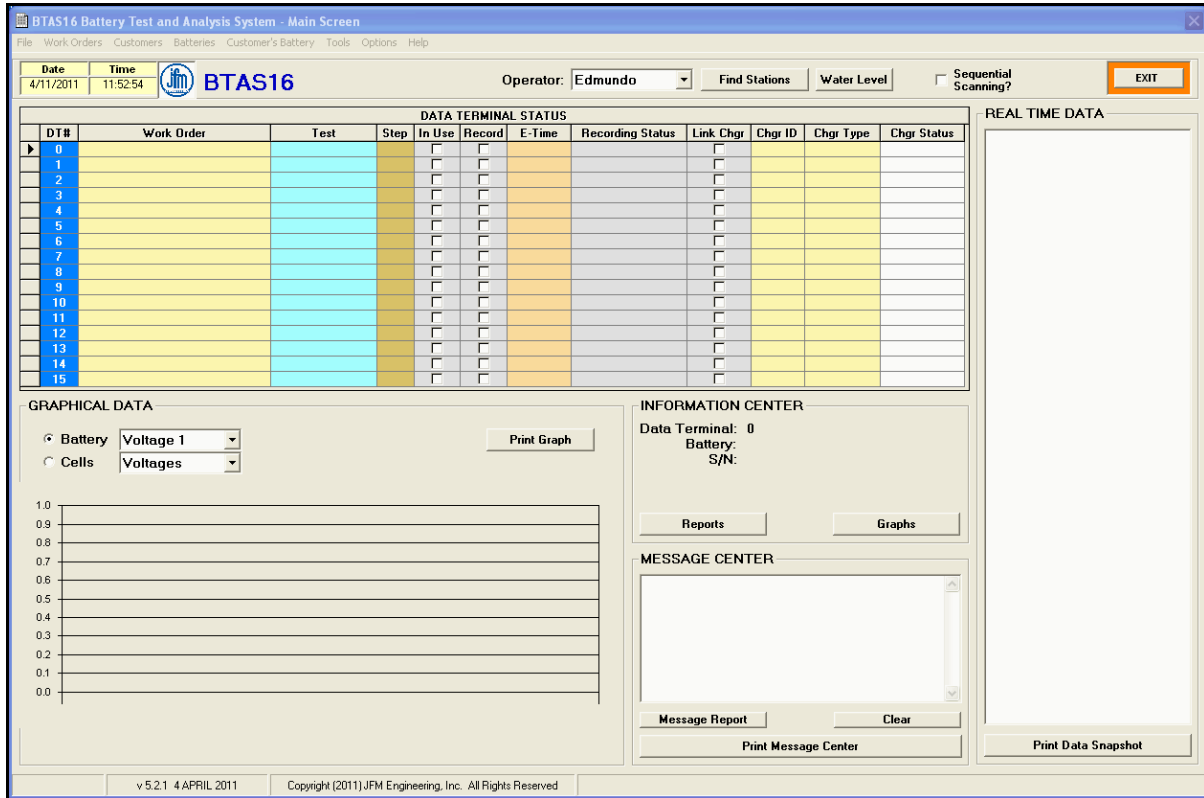 BTAS16 Battery Test and Analysis System - Main Screen
File Work Orders Customers Batteries Customer's Battery Tools Options Help
Date Time
4/11/2011 11:52:54 jfm BTAS16 Operator: Edmundo Find Stations Water Level Sequential Scanning? EXIT
DATA TERMINAL STATUS
DT# Work Order Test Step In Use Record E-Time Recording Status Link Chgr Chgr ID Chgr Type Chgr Status
0
1
2
3
4
5
6
7
8
9
10
11
12
13
14
15
REAL TIME DATA
GRAPHICAL DATA
Battery Voltage 1 Print Graph
Cells Voltages
1.0
0.9
0.8
0.7
0.6
0.5
0.4
0.3
0.2
0.1
0.0
INFORMATION CENTER
Data Terminal: 0
Battery:
S/N:
Reports Graphs
MESSAGE CENTER
Message Report Clear
Print Message Center
Print Data Snapshot
v 5.2.1 4 APRIL 2011 Copyright (2011) JFM Engineering, Inc. All Rights Reserved